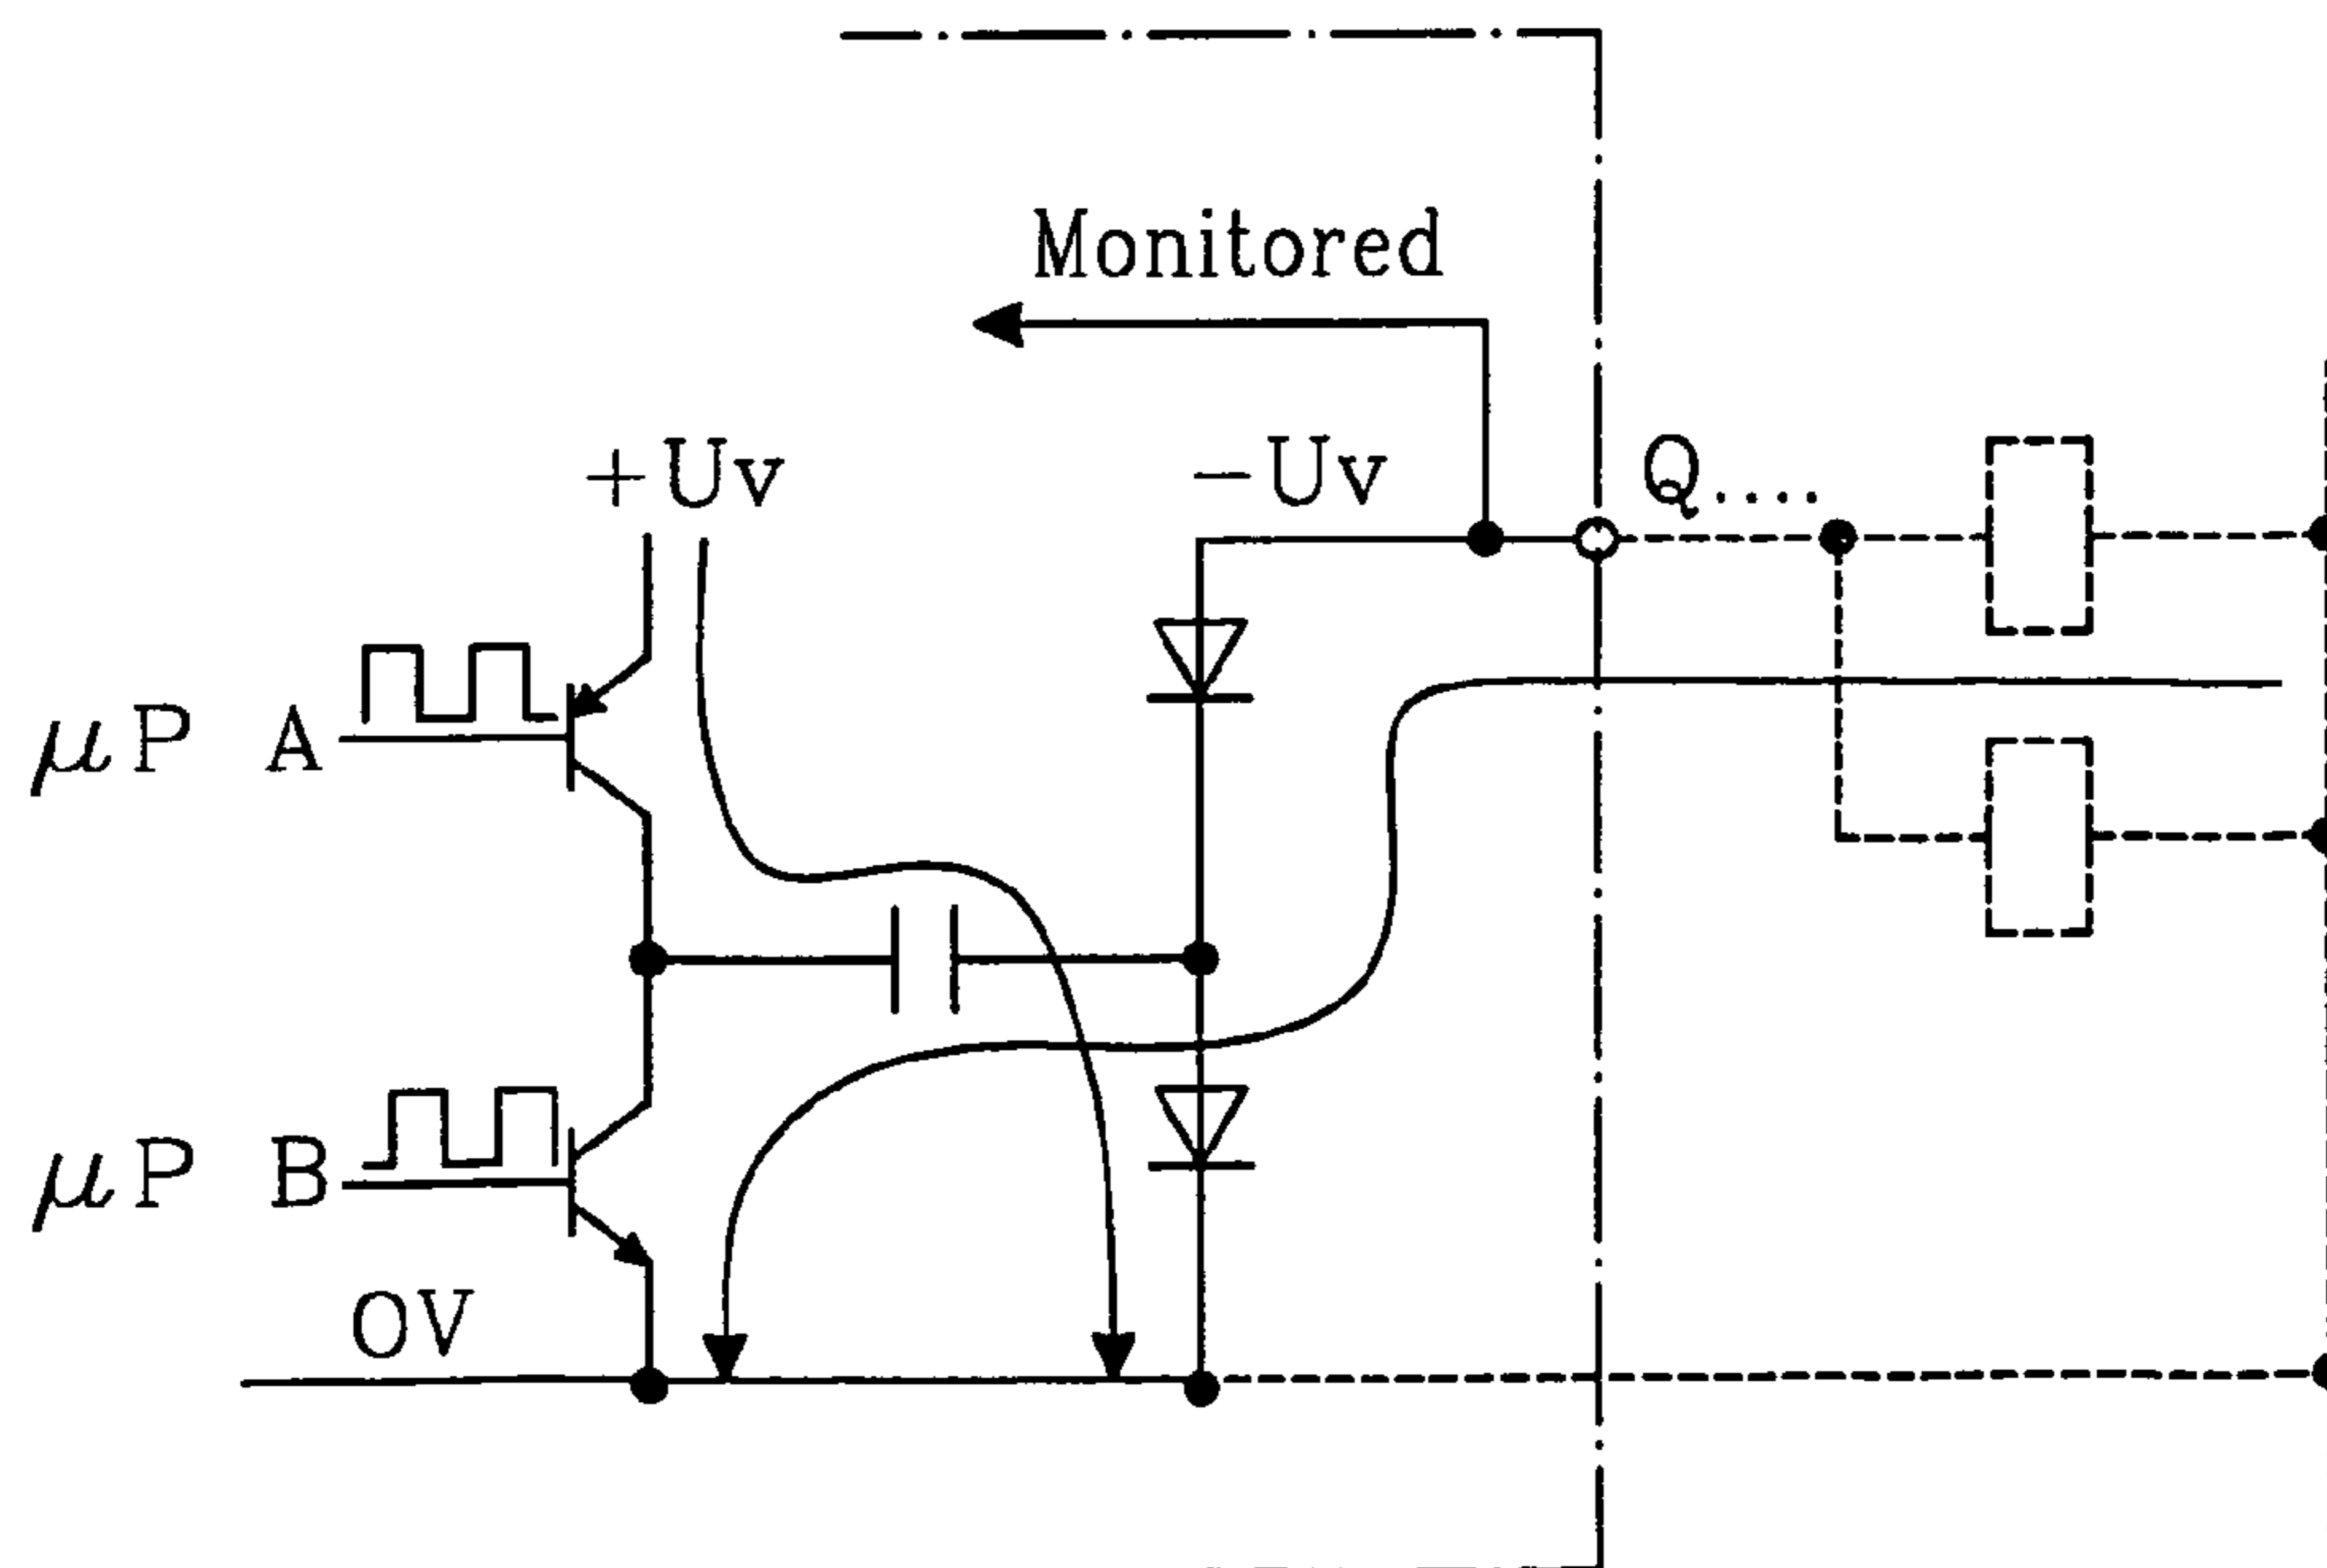 Monitored
+Uv
-Uv
Q....
μP A
μP B
0V